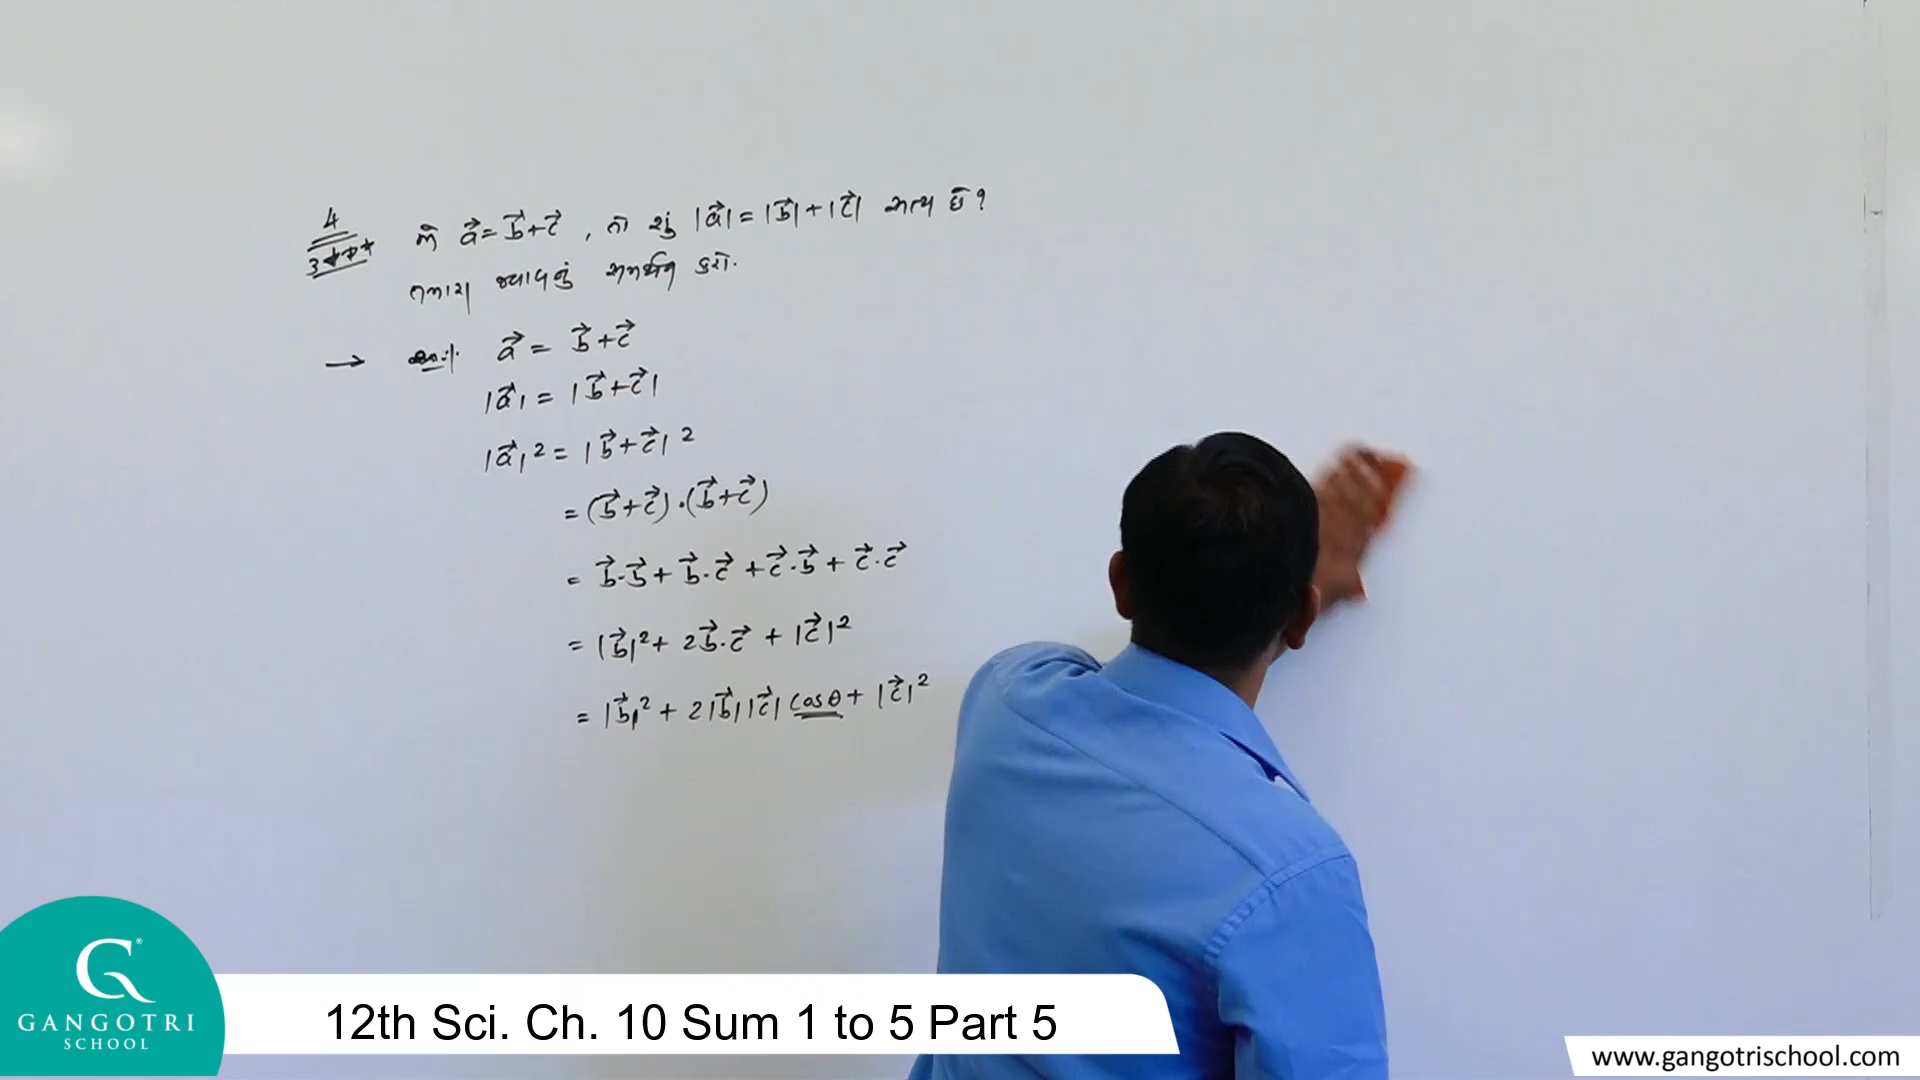 4
જો a⃗ = b⃗ + c⃗ , તો શું |a⃗| = |b⃗| + |c⃗| સત્ય છે?
તમારા જવાબનું સમર્થન કરો.
→ a⃗ = b⃗ + c⃗
|a⃗| = |b⃗ + c⃗|
|a⃗|² = |b⃗ + c⃗|²
= (b⃗ + c⃗) · (b⃗ + c⃗)
= b⃗·b⃗ + b⃗·c⃗ + c⃗·b⃗ + c⃗·c⃗
= |b⃗|² + 2b⃗·c⃗ + |c⃗|²
= |b⃗|² + 2|b⃗||c⃗| cosθ + |c⃗|²
GANGOTRI
SCHOOL
12th Sci. Ch. 10 Sum 1 to 5 Part 5
www.gangotrischool.com